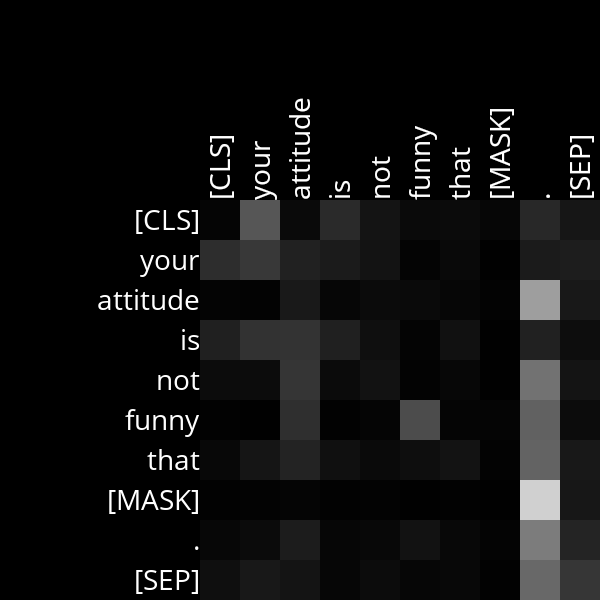 [CLS] your attitude is not funny that [MASK] . [SEP]
[CLS]
your
attitude
is
not
funny
that
[MASK]
.
[SEP]